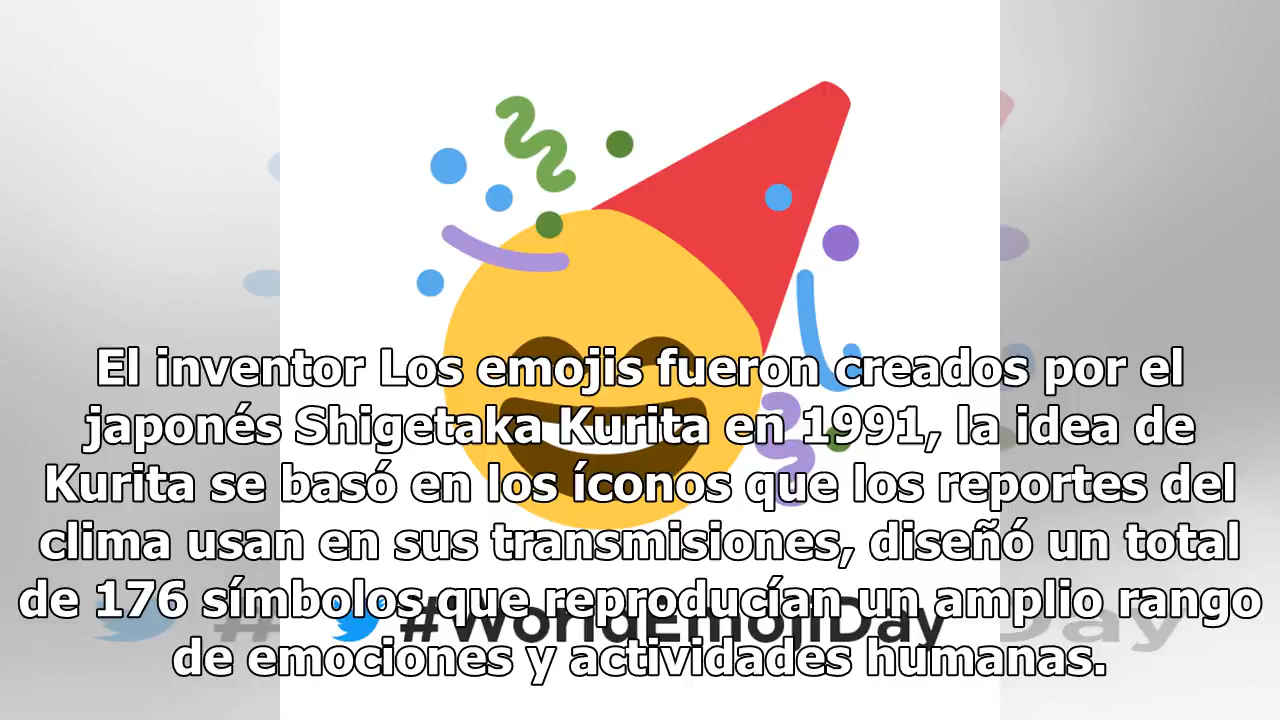 El inventor Los emojis fueron creados por el
japonés Shigetaka Kurita en 1991, la idea de
Kurita se basó en los íconos que los reportes del
clima usan en sus transmisiones, diseñó un total
de 176 símbolos que reproducían un amplio rango
#WorldEmojiDay
de emociones y actividades humanas.